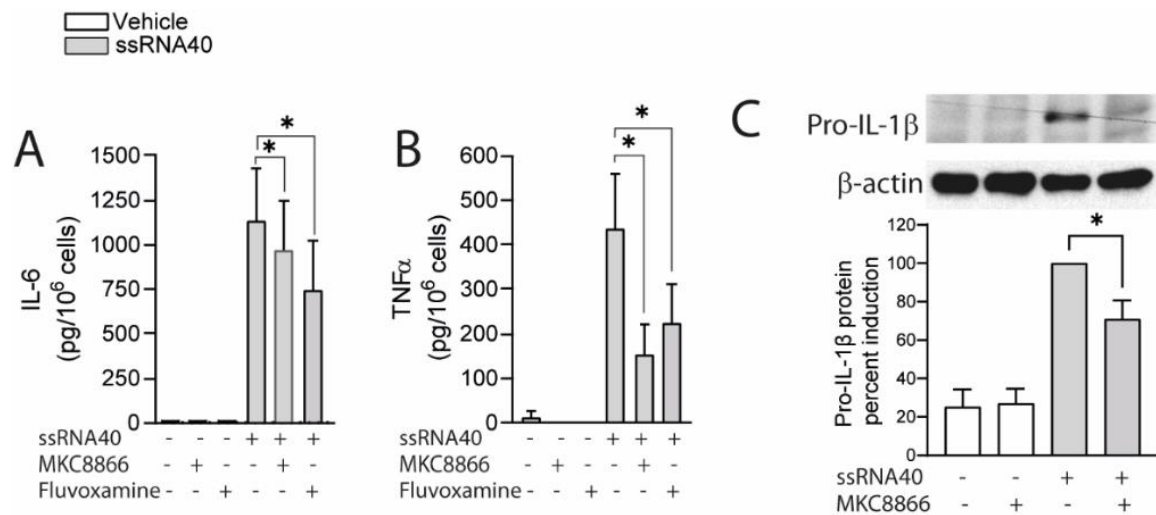 Vehicle
ssRNA40
A
IL-6
(pg/10⁶ cells)
1500
1250
1000
750
500
250
0
*
*
ssRNA40 - - - + + +
MKC8866 - + - - + -
Fluvoxamine - - + - - +
B
TNFα
(pg/10⁶ cells)
600
500
400
300
200
100
0
*
*
ssRNA40 - - - + + +
MKC8866 - + - - + -
Fluvoxamine - - + - - +
C
Pro-IL-1β
β-actin
Pro-IL-1β protein
percent induction
120
100
80
60
40
20
0
*
ssRNA40 - - + +
MKC8866 - + - +